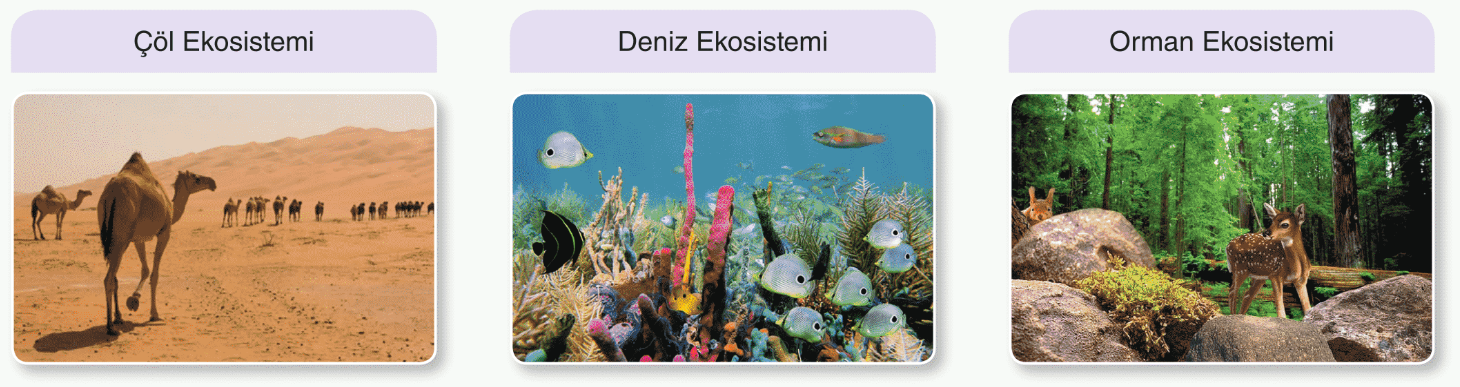 Çöl Ekosistemi
Deniz Ekosistemi
Orman Ekosistemi